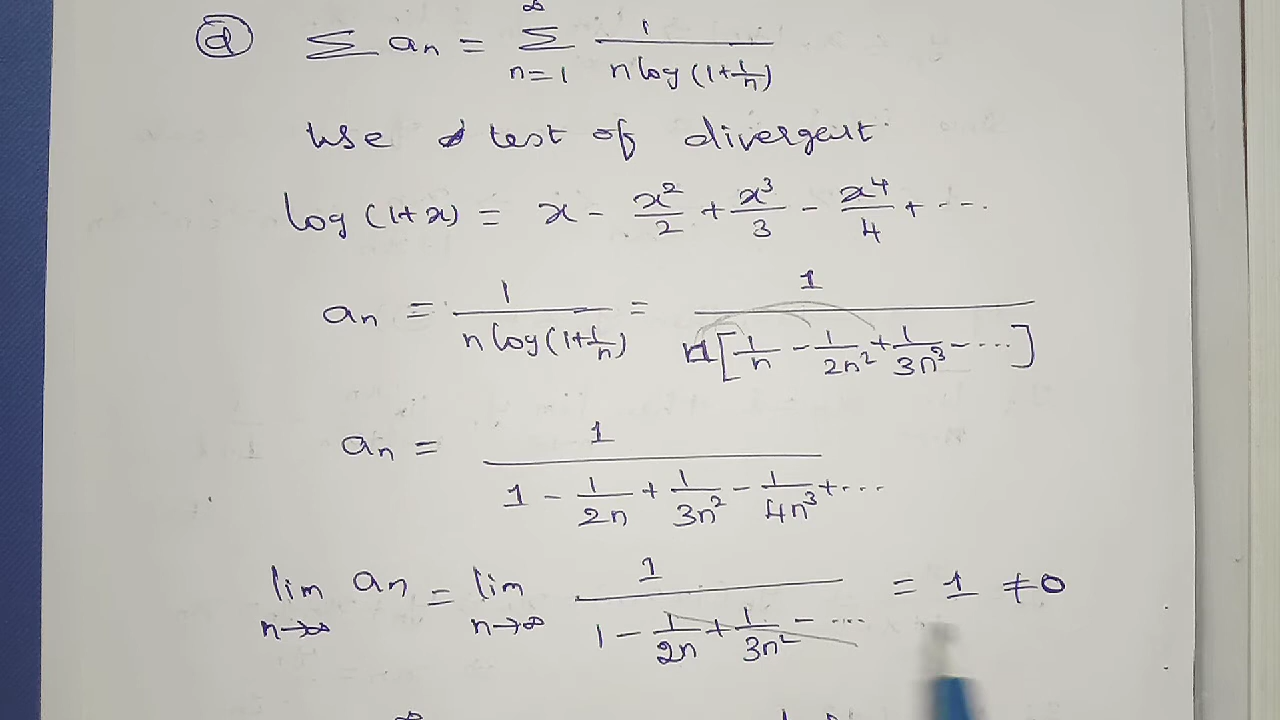 (d) ∑ an = ∑_{n=1}^{∞} 1/(n log(1+1/n))
use test of divergent.
log(1+x) = x - x²/2 + x³/3 - x⁴/4 + ....
an = 1/(n log(1+1/n)) = 1/(n[1/n - 1/2n² + 1/3n³ - ....])
an = 1/(1 - 1/2n + 1/3n² - 1/4n³ + ...)
lim_{n→∞} an = lim_{n→∞} 1/(1 - 1/2n + 1/3n² - ....) = 1 ≠0